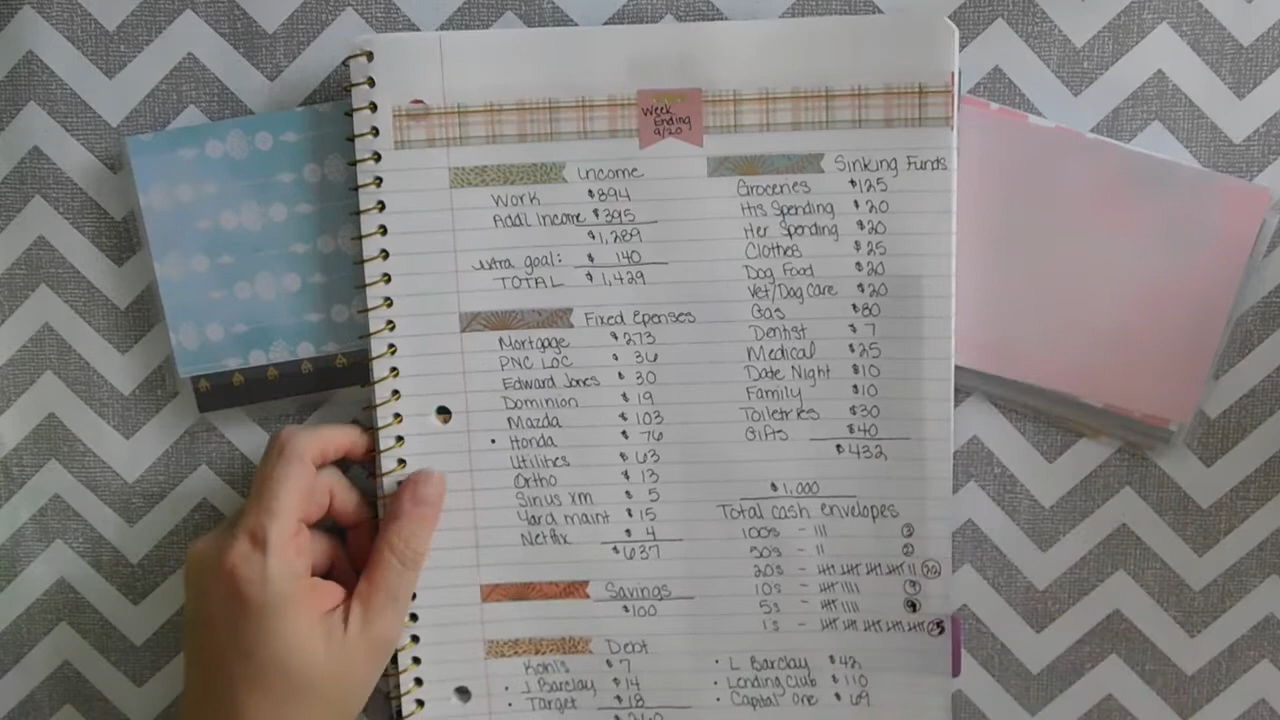 Week
Ending
9/20
Income
Work $894
Add'l Income $395
$1,289
extra goal: $ 140
TOTAL $1,429
Fixed Epenses
Mortgage $273
PNC LOC $ 36
Edward Jones $ 30
Dominion $ 19
Mazda $ 103
• Honda $ 76
Utilities $ 63
Ortho $ 13
Sirius xm $ 5
Yard maint $ 15
Netflix $ 4
$637
Savings
$100
Debt
Kohl's $ 7
• J Barclay $14
• Target $18
• L Barclay $42
• Lending Club $110
• Capital One $69
Sinking Funds
Groceries $125
His Spending $20
Her Spending $20
Clothes $25
Dog Food $20
Vet/Dog Care $20
Gas $80
Dentist $ 7
Medical $25
Date Night $10
Family $10
Toiletries $30
Gifts $40
$432
$1,000
Total cash envelopes
100s - 3
50s - 2
20s - 22
10s - 9
5s - 9
1s - 25